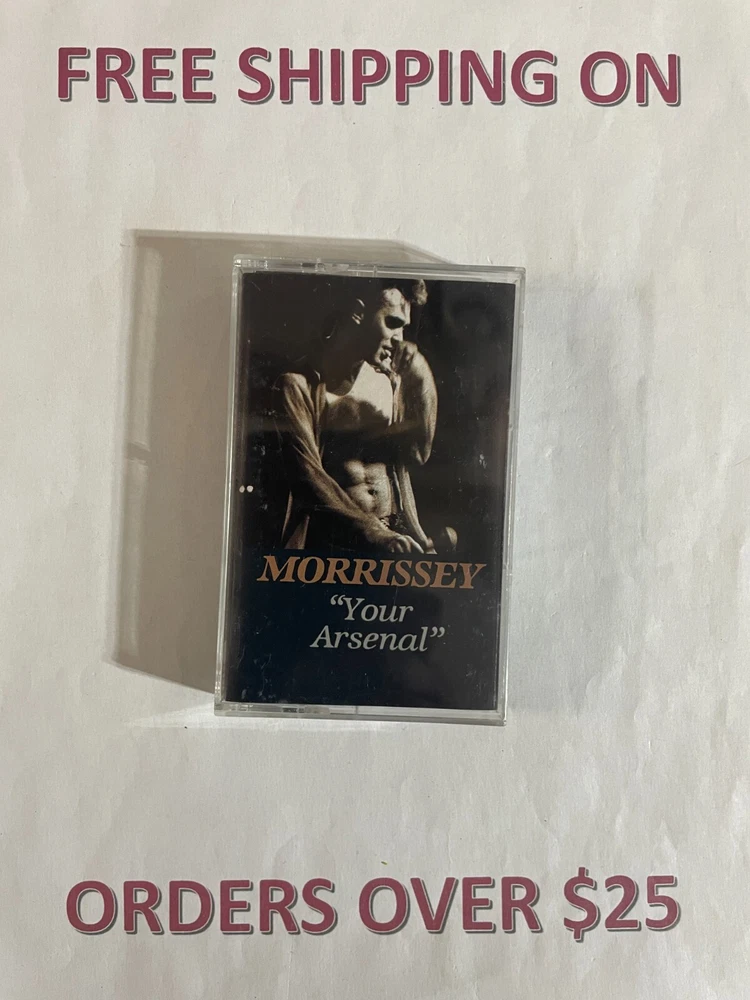 FREE SHIPPING ON
MORRISSEY
“Your
Arsenal”
ORDERS OVER $25